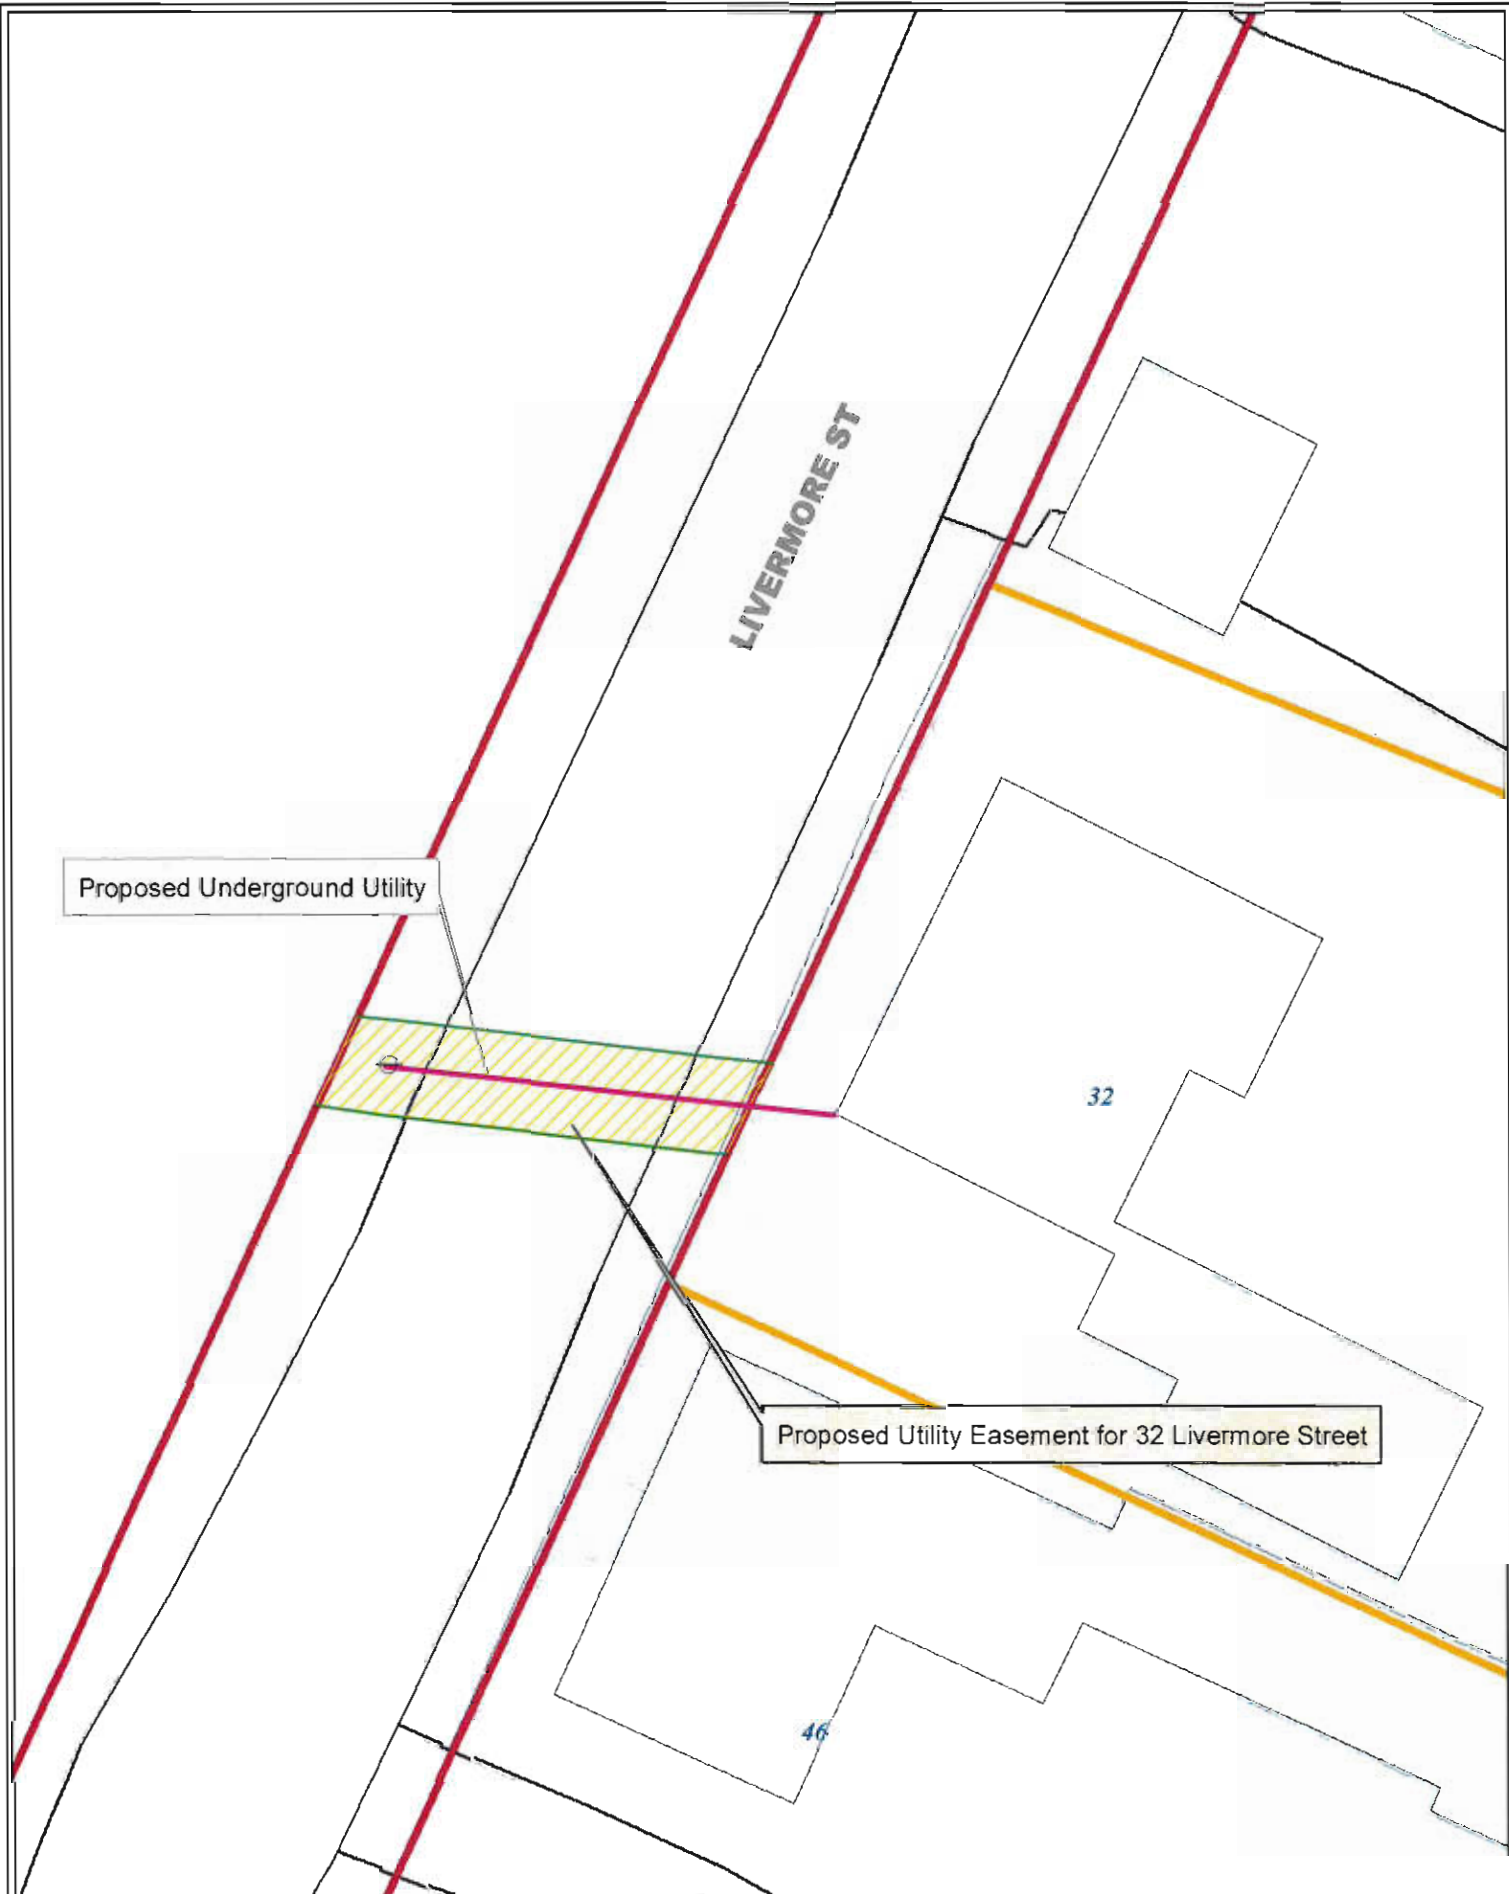 LIVERMORE ST
Proposed Underground Utility
32
Proposed Utility Easement for 32 Livermore Street
46